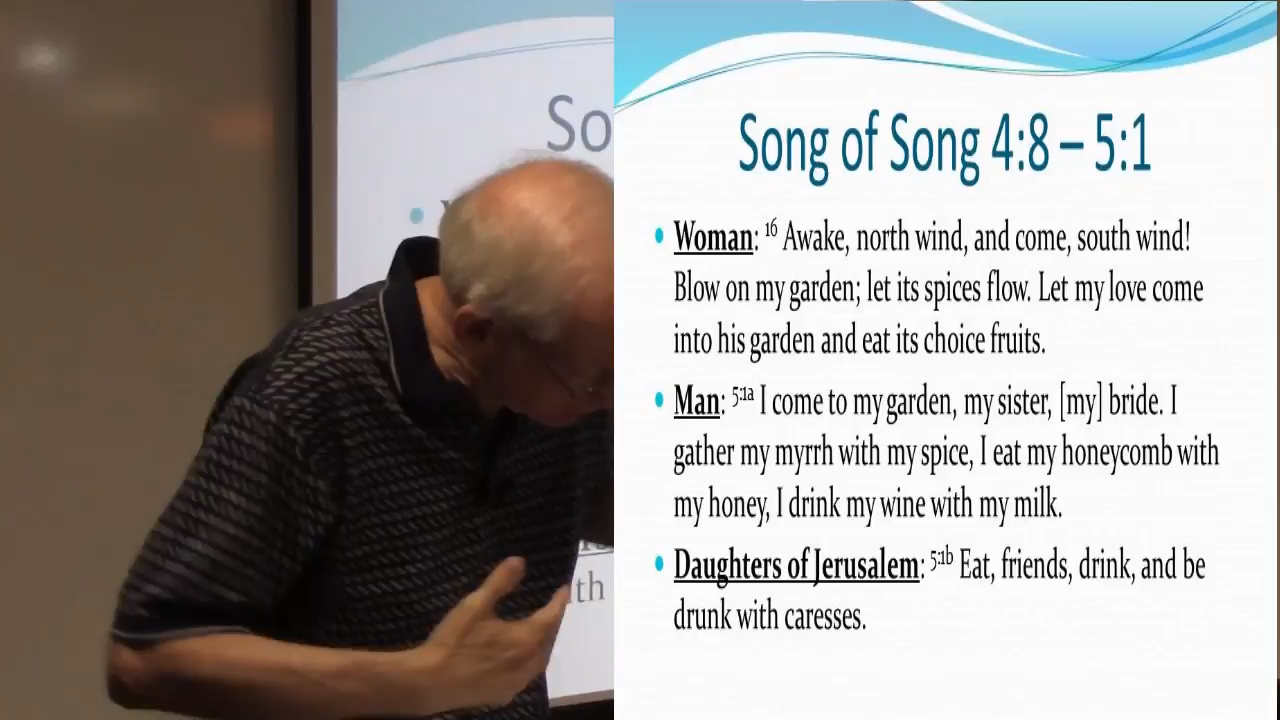 So
Song of Song 4:8 – 5:1
• Woman: 16 Awake, north wind, and come, south wind!
Blow on my garden; let its spices flow. Let my love come
into his garden and eat its choice fruits.
• Man: 5:1a I come to my garden, my sister, [my] bride. I
gather my myrrh with my spice, I eat my honeycomb with
my honey, I drink my wine with my milk.
• Daughters of Jerusalem: 5:1b Eat, friends, drink, and be
drunk with caresses.